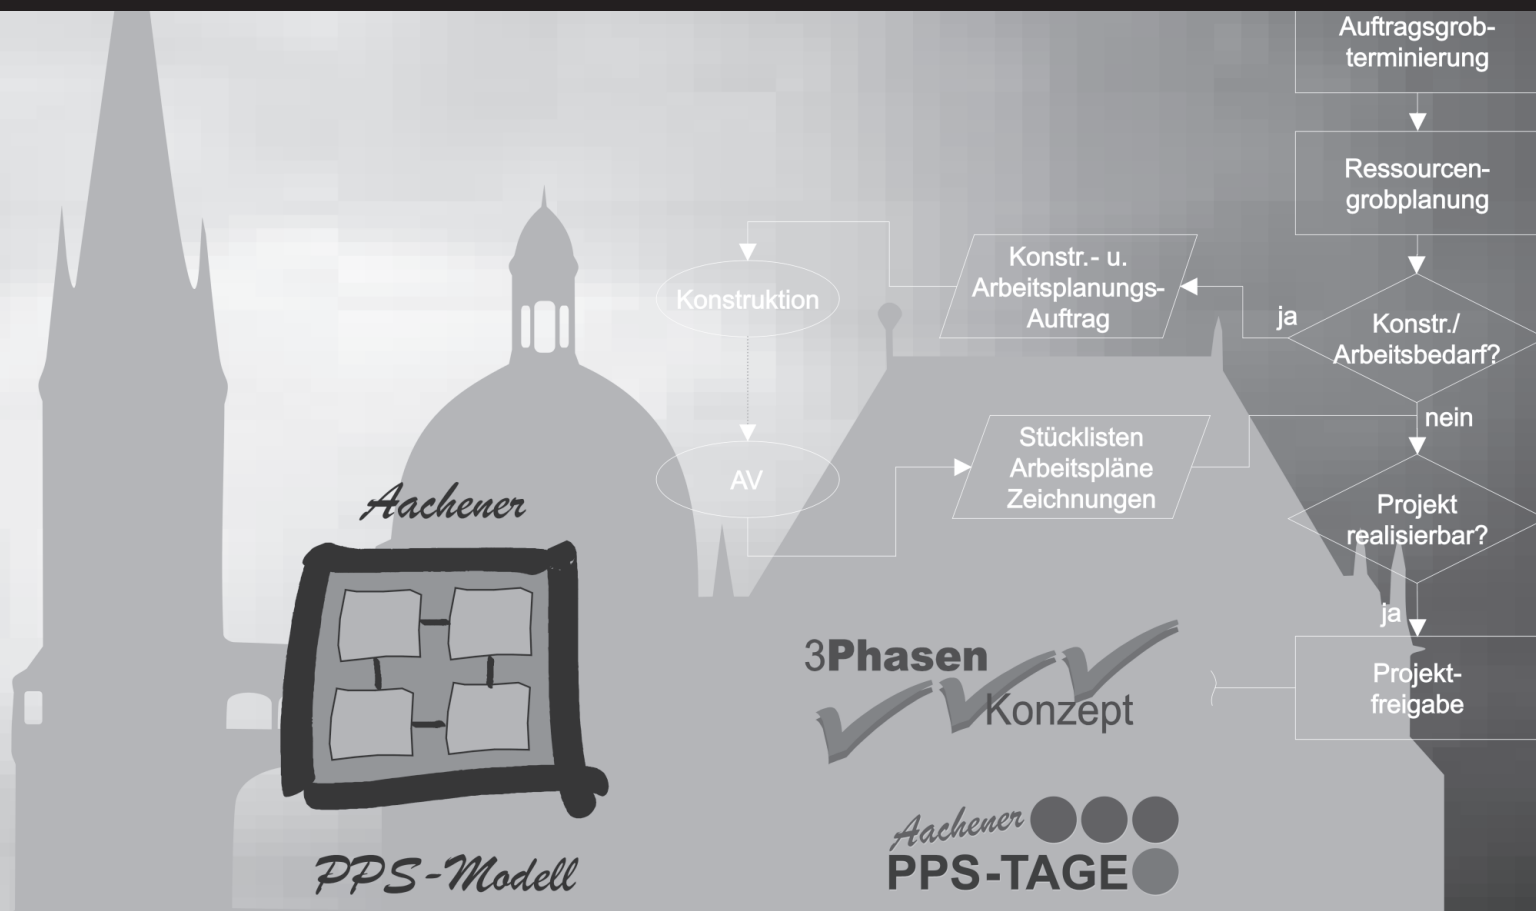 Auftragsgrob-
terminierung
Ressourcen-
grobplanung
Konstr./
Arbeitsbedarf?
ja
Konstr.- u.
Arbeitsplanungs-
Auftrag
Konstruktion
AV
Stücklisten
Arbeitspläne
Zeichnungen
nein
Projekt
realisierbar?
ja
Projekt-
freigabe
Aachener
PPS-Modell
3Phasen
Konzept
Aachener
PPS-TAGE